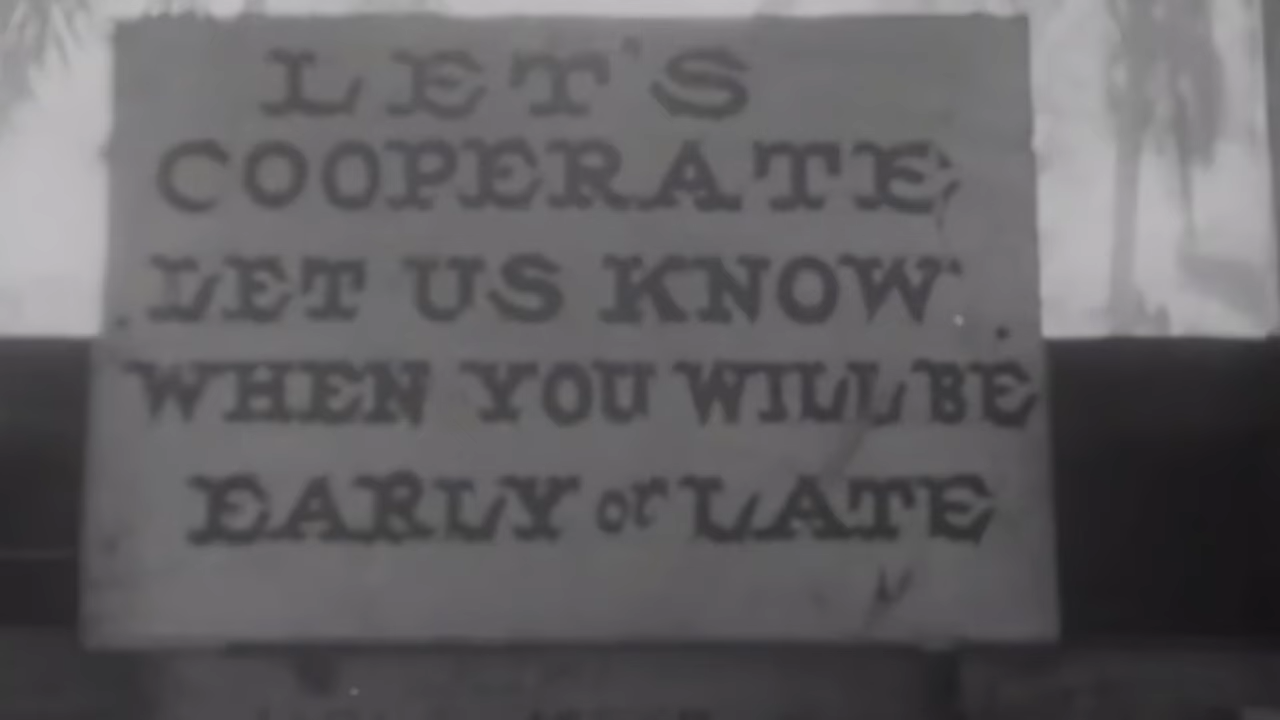 LET'S
COOPERATE
LET US KNOW
WHEN YOU WILL BE
EARLY or LATE